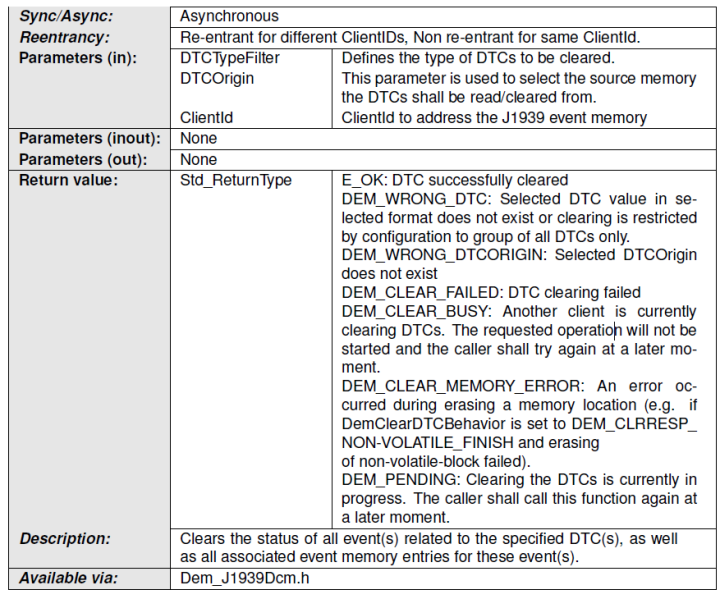 Sync/Async: Asynchronous
Reentrancy: Re-entrant for different ClientIDs, Non re-entrant for same ClientId.
Parameters (in): DTCTypeFilter Defines the type of DTCs to be cleared.
DTCOrigin This parameter is used to select the source memory
the DTCs shall be read/cleared from.
ClientId ClientId to address the J1939 event memory
Parameters (inout): None
Parameters (out): None
Return value: Std_ReturnType E_OK: DTC successfully cleared
DEM_WRONG_DTC: Selected DTC value in se-
lected format does not exist or clearing is restricted
by configuration to group of all DTCs only.
DEM_WRONG_DTCORIGIN: Selected DTCOrigin
does not exist
DEM_CLEAR_FAILED: DTC clearing failed
DEM_CLEAR_BUSY: Another client is currently
clearing DTCs. The requested operation will not be
started and the caller shall try again at a later mo-
ment.
DEM_CLEAR_MEMORY_ERROR: An error oc-
curred during erasing a memory location (e.g. if
DemClearDTCBehavior is set to DEM_CLRRESP_
NON-VOLATILE_FINISH and erasing
of non-volatile-block failed).
DEM_PENDING: Clearing the DTCs is currently in
progress. The caller shall call this function again at
a later moment.
Description: Clears the status of all event(s) related to the specified DTC(s), as well
as all associated event memory entries for these event(s).
Available via: Dem_J1939Dcm.h